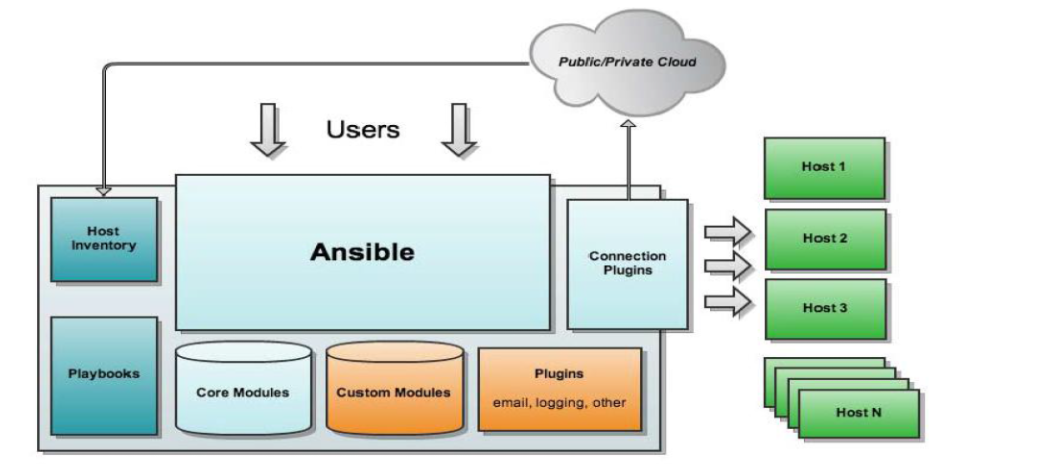 Public/Private Cloud
Users
Host 1
Host
Inventory
Ansible
Connection
Plugins
Host 2
Host 3
Playbooks
Core Modules
Custom Modules
Plugins
email, logging, other
Host N